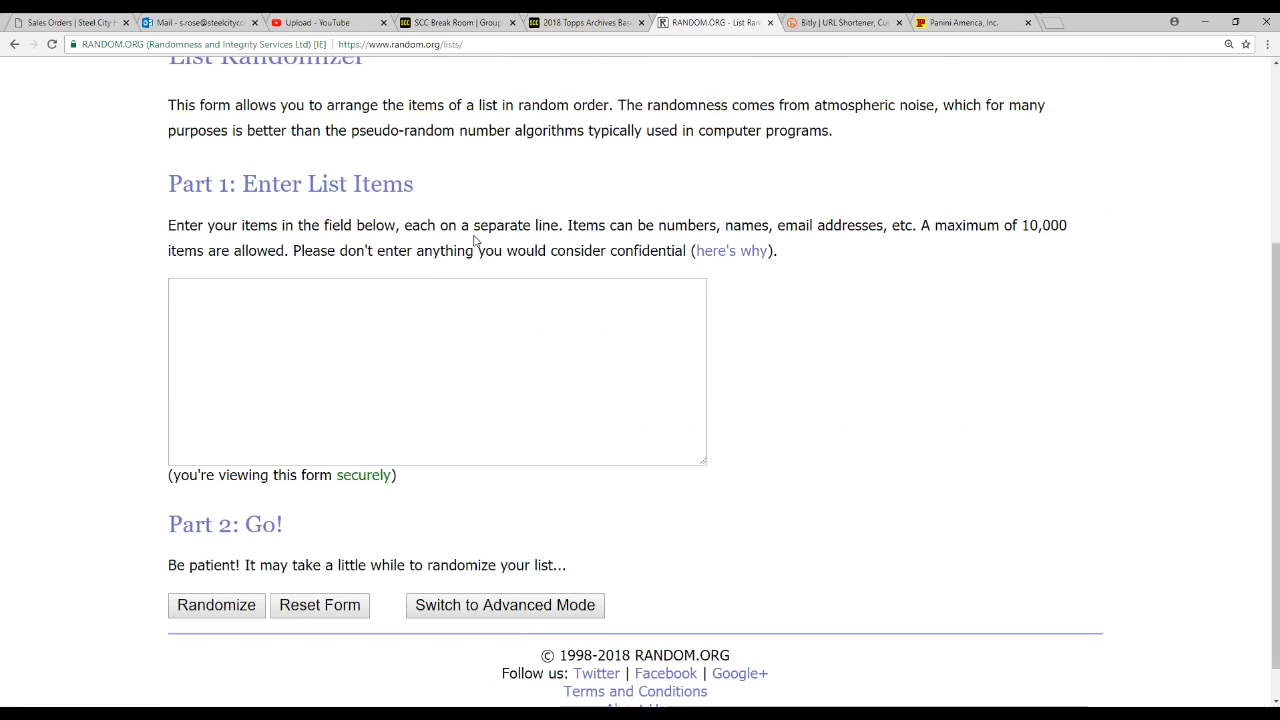 Sales Orders | Steel City H
Mail - s.rose@steelcityco
Upload - YouTube
SCC Break Room | Group
2018 Topps Archives Bas
RANDOM.ORG - List Ran
Bitly | URL Shortener, Cus
Panini America, Inc.
RANDOM.ORG (Randomness and Integrity Services Ltd) [IE] | https://www.random.org/lists/
List Randomizer
This form allows you to arrange the items of a list in random order. The randomness comes from atmospheric noise, which for many
purposes is better than the pseudo-random number algorithms typically used in computer programs.
Part 1: Enter List Items
Enter your items in the field below, each on a separate line. Items can be numbers, names, email addresses, etc. A maximum of 10,000
items are allowed. Please don't enter anything you would consider confidential (here's why).
(you're viewing this form securely)
Part 2: Go!
Be patient! It may take a little while to randomize your list...
Randomize Reset Form Switch to Advanced Mode
© 1998-2018 RANDOM.ORG
Follow us: Twitter | Facebook | Google+
Terms and Conditions
About Us